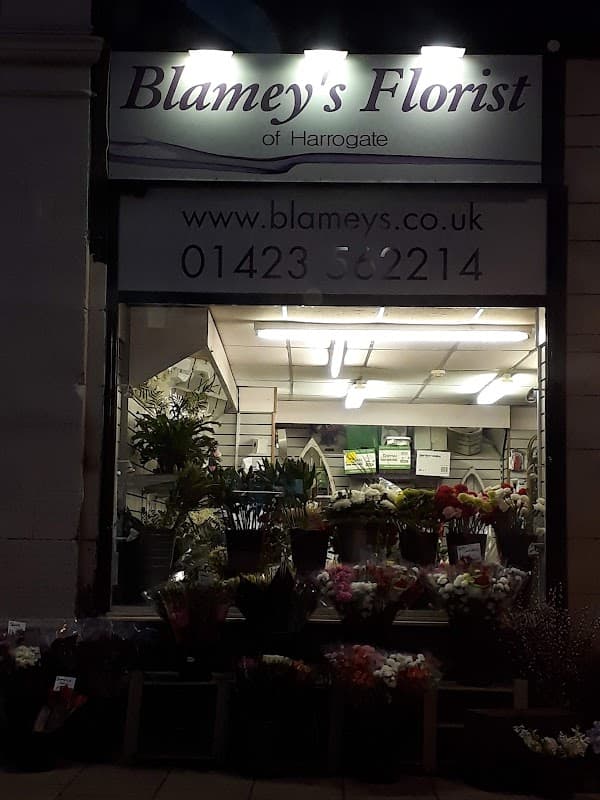 Blamey's Florist
of Harrogate
www.blameys.co.uk
01423 562214